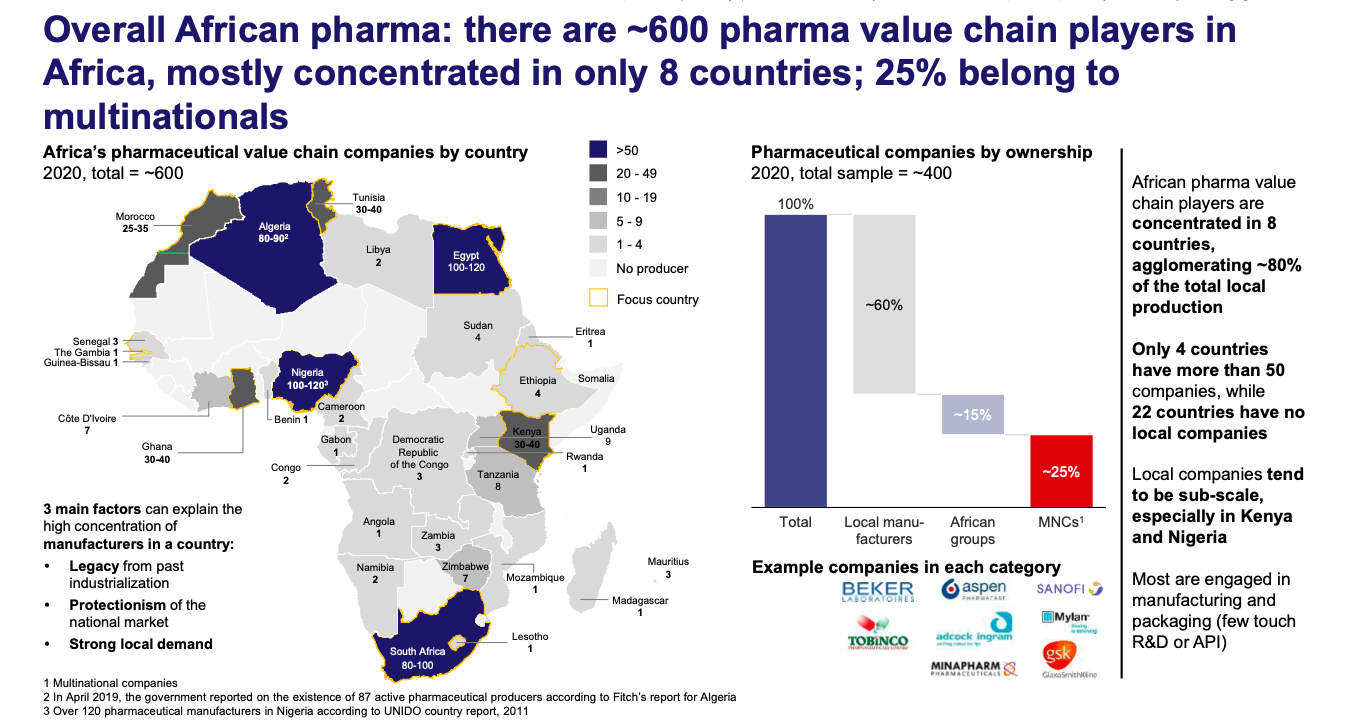 Overall African pharma: there are ~600 pharma value chain players in
Africa, mostly concentrated in only 8 countries; 25% belong to
multinationals
Africa's pharmaceutical value chain companies by country
2020, total = ~600
>50
20 - 49
10 - 19
5 - 9
1 - 4
No producer
Focus country
Morocco
25-35
Algeria
80-90²
Tunisia
30-40
Libya
2
Egypt
100-120
Senegal 3
The Gambia 1
Guinea-Bissau 1
Sudan
4
Eritrea
1
Nigeria
100-120³
Ethiopia
4
Somalia
Côte D'Ivoire
7
Ghana
30-40
Benin 1
Cameroon
2
Gabon
1
Congo
2
Democratic
Republic
of the Congo
3
Kenya
30-40
Uganda
9
Rwanda
1
Tanzania
8
Angola
1
Zambia
3
Namibia
2
Zimbabwe
7
Mozambique
1
Mauritius
3
Madagascar
1
South Africa
80-100
Lesotho
1
3 main factors can explain the
high concentration of
manufacturers in a country:
• Legacy from past
industrialization
• Protectionism of the
national market
• Strong local demand
1 Multinational companies
2 In April 2019, the government reported on the existence of 87 active pharmaceutical producers according to Fitch's report for Algeria
3 Over 120 pharmaceutical manufacturers in Nigeria according to UNIDO country report, 2011
Pharmaceutical companies by ownership
2020, total sample = ~400
100%
~60%
~15%
~25%
Total
Local manu-
facturers
African
groups
MNCs¹
Example companies in each category
BEKER
LABORATOIRES
aspen
PHARMACARE
SANOFI
TOBINCO
PHARMACEUTICALS LIMITED
adcock ingram
Mylan
MINAPHARM
PHARMACEUTICALS
gsk
GlaxoSmithKline
African pharma value
chain players are
concentrated in 8
countries,
agglomerating ~80%
of the total local
production
Only 4 countries
have more than 50
companies, while
22 countries have no
local companies
Local companies tend
to be sub-scale,
especially in Kenya
and Nigeria
Most are engaged in
manufacturing and
packaging (few touch
R&D or API)